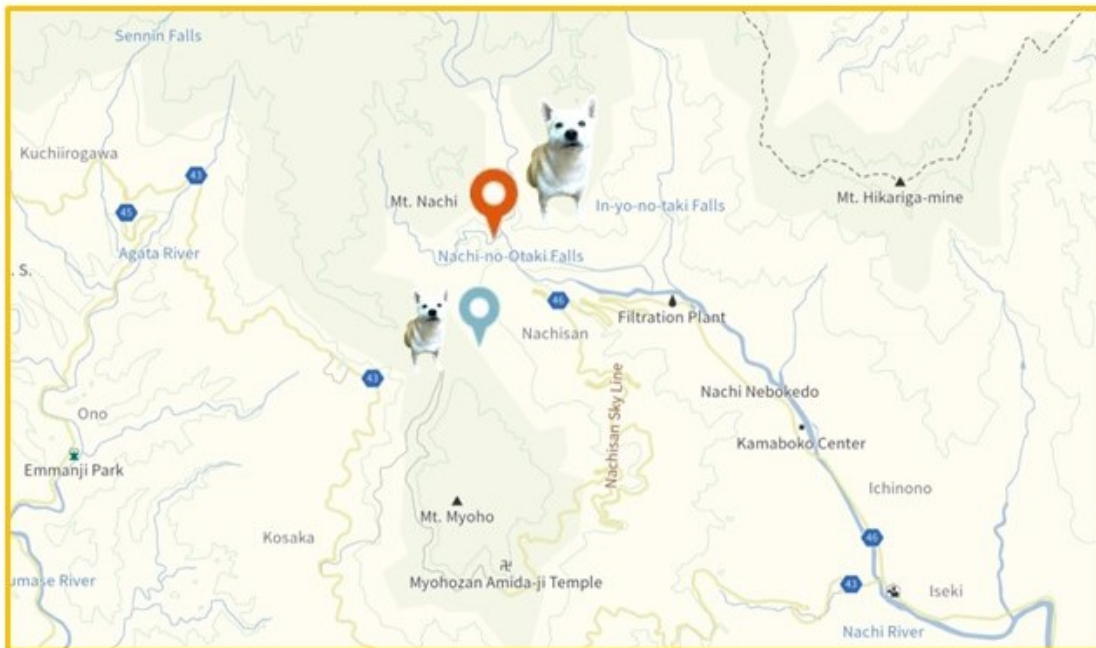 Sennin Falls
Kuchiirogawa
43
45
Mt. Nachi
In-yo-no-taki Falls
Mt. Hikariga-mine
Agata River
Nachi-no-Otaki Falls
. S.
46
Filtration Plant
Nachisan
43
Nachisan Sky Line
Nachi Nebokedo
Ono
Kamaboko Center
Emmanji Park
Ichinono
Mt. Myoho
Kosaka
46
Myohozan Amida-ji Temple
umase River
43
Iseki
Nachi River